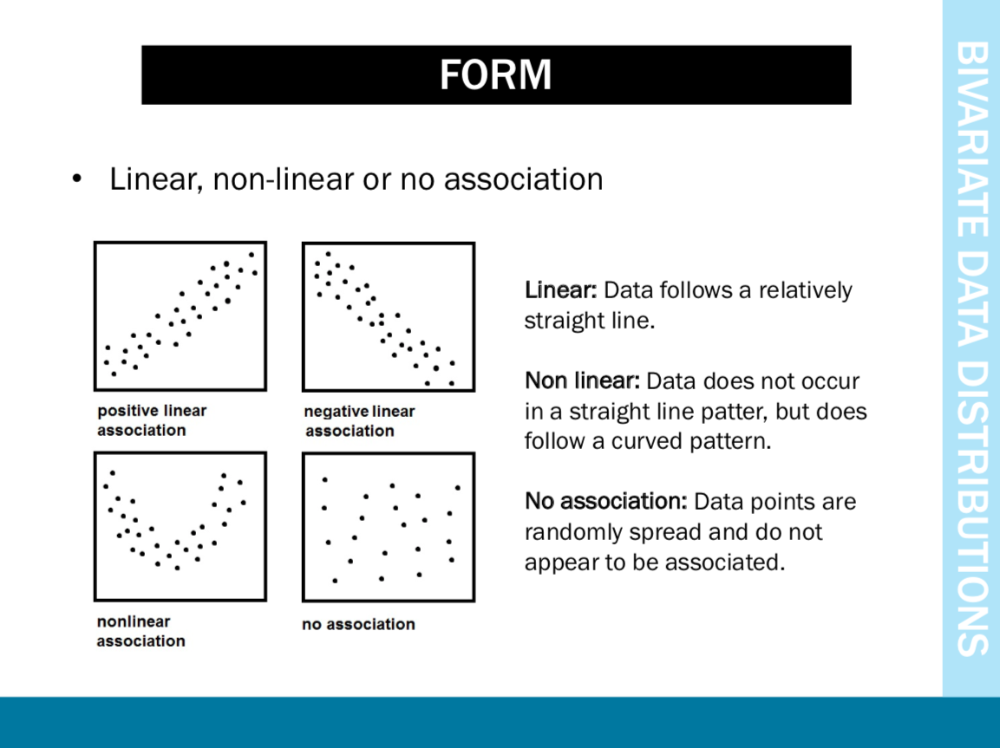 FORM
• Linear, non-linear or no association
positive linear
association
negative linear
association
nonlinear
association
no association
Linear: Data follows a relatively
straight line.
Non linear: Data does not occur
in a straight line patter, but does
follow a curved pattern.
No association: Data points are
randomly spread and do not
appear to be associated.
BIVARIATE DATA DISTRIBUTIONS